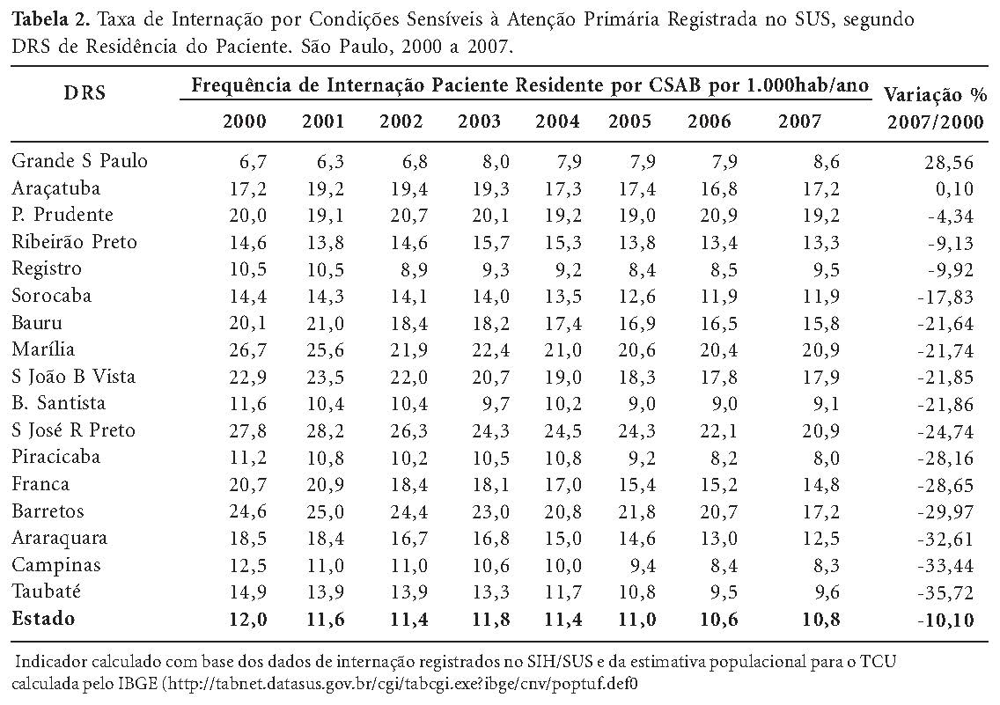 Tabela 2. Taxa de Internação por Condições Sensíveis à Atenção Primária Registrada no SUS, segundo
DRS de Residência do Paciente. São Paulo, 2000 a 2007.
DRS Frequência de Internação Paciente Residente por CSAB por 1.000hab/ano Variação %
2000 2001 2002 2003 2004 2005 2006 2007 2007/2000
Grande S Paulo 6,7 6,3 6,8 8,0 7,9 7,9 7,9 8,6 28,56
Araçatuba 17,2 19,2 19,4 19,3 17,3 17,4 16,8 17,2 0,10
P. Prudente 20,0 19,1 20,7 20,1 19,2 19,0 20,9 19,2 -4,34
Ribeirão Preto 14,6 13,8 14,6 15,7 15,3 13,8 13,4 13,3 -9,13
Registro 10,5 10,5 8,9 9,3 9,2 8,4 8,5 9,5 -9,92
Sorocaba 14,4 14,3 14,1 14,0 13,5 12,6 11,9 11,9 -17,83
Bauru 20,1 21,0 18,4 18,2 17,4 16,9 16,5 15,8 -21,64
Marília 26,7 25,6 21,9 22,4 21,0 20,6 20,4 20,9 -21,74
S João B Vista 22,9 23,5 22,0 20,7 19,0 18,3 17,8 17,9 -21,85
B. Santista 11,6 10,4 10,4 9,7 10,2 9,0 9,0 9,1 -21,86
S José R Preto 27,8 28,2 26,3 24,3 24,5 24,3 22,1 20,9 -24,74
Piracicaba 11,2 10,8 10,2 10,5 10,8 9,2 8,2 8,0 -28,16
Franca 20,7 20,9 18,4 18,1 17,0 15,4 15,2 14,8 -28,65
Barretos 24,6 25,0 24,4 23,0 20,8 21,8 20,7 17,2 -29,97
Araraquara 18,5 18,4 16,7 16,8 15,0 14,6 13,0 12,5 -32,61
Campinas 12,5 11,0 11,0 10,6 10,0 9,4 8,4 8,3 -33,44
Taubaté 14,9 13,9 13,9 13,3 11,7 10,8 9,5 9,6 -35,72
Estado 12,0 11,6 11,4 11,8 11,4 11,0 10,6 10,8 -10,10
Indicador calculado com base dos dados de internação registrados no SIH/SUS e da estimativa populacional para o TCU
calculada pelo IBGE (http://tabnet.datasus.gov.br/cgi/tabcgi.exe?ibge/cnv/poptuf.def0